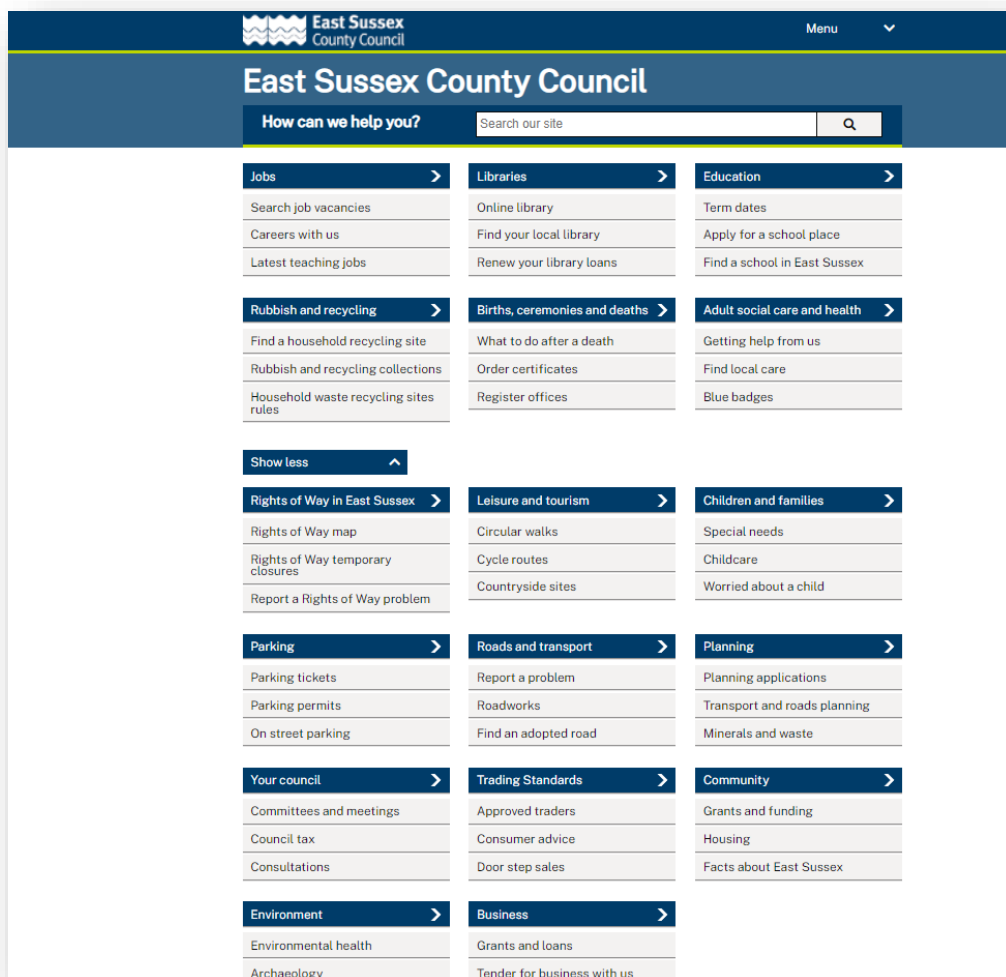 East Sussex
County Council
Menu
East Sussex County Council
How can we help you?
Search our site
Jobs
Search job vacancies
Careers with us
Latest teaching jobs
Libraries
Online library
Find your local library
Renew your library loans
Education
Term dates
Apply for a school place
Find a school in East Sussex
Rubbish and recycling
Find a household recycling site
Rubbish and recycling collections
Household waste recycling sites
rules
Births, ceremonies and deaths
What to do after a death
Order certificates
Register offices
Adult social care and health
Getting help from us
Find local care
Blue badges
Show less
Rights of Way in East Sussex
Rights of Way map
Rights of Way temporary
closures
Report a Rights of Way problem
Leisure and tourism
Circular walks
Cycle routes
Countryside sites
Children and families
Special needs
Childcare
Worried about a child
Parking
Parking tickets
Parking permits
On street parking
Roads and transport
Report a problem
Roadworks
Find an adopted road
Planning
Planning applications
Transport and roads planning
Minerals and waste
Your council
Committees and meetings
Council tax
Consultations
Trading Standards
Approved traders
Consumer advice
Door step sales
Community
Grants and funding
Housing
Facts about East Sussex
Environment
Environmental health
Archaeology
Business
Grants and loans
Tender for business with us